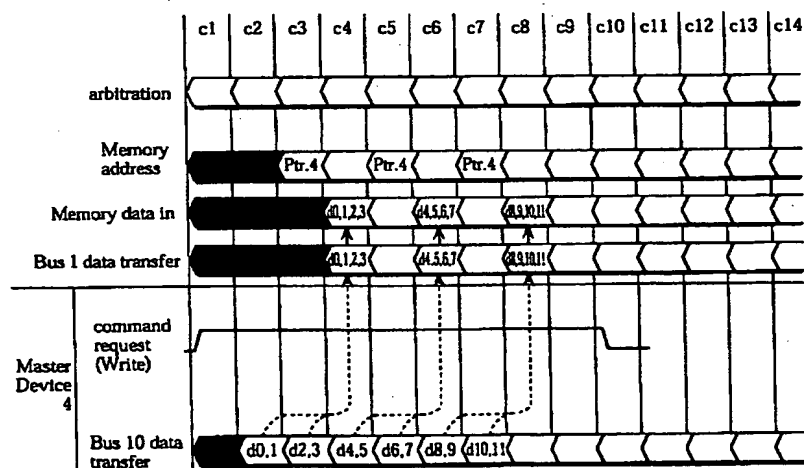 c1 c2 c3 c4 c5 c6 c7 c8 c9 c10 c11 c12 c13 c14
arbitration
Memory
address
Ptr.4 Ptr.4 Ptr.4
Memory data in
d0,1,2,3 d4,5,6,7 d8,9,10,11
Bus 1 data transfer
d0,1,2,3 d4,5,6,7 d8,9,10,11
command
request
(Write)
Master
Device
4
Bus 10 data
transfer
d0,1 d2,3 d4,5 d6,7 d8,9 d10,11